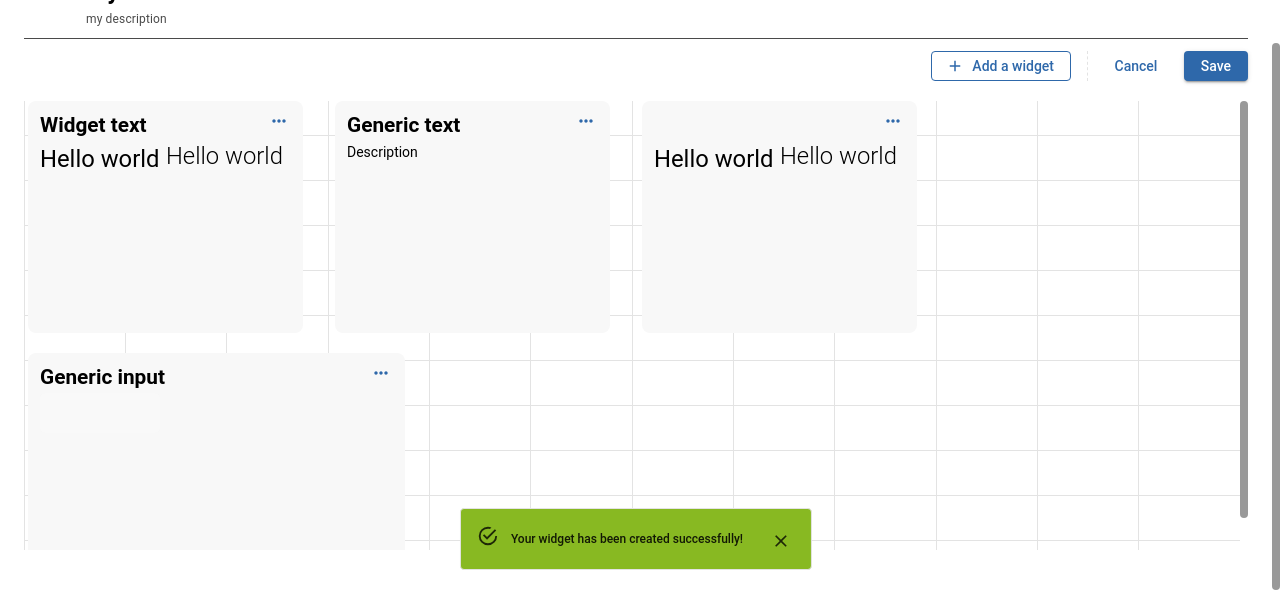 my description
Add a widget
Cancel
Save
Widget text
Hello world Hello world
Generic text
Description
Hello world Hello world
Generic input
Your widget has been created successfully!